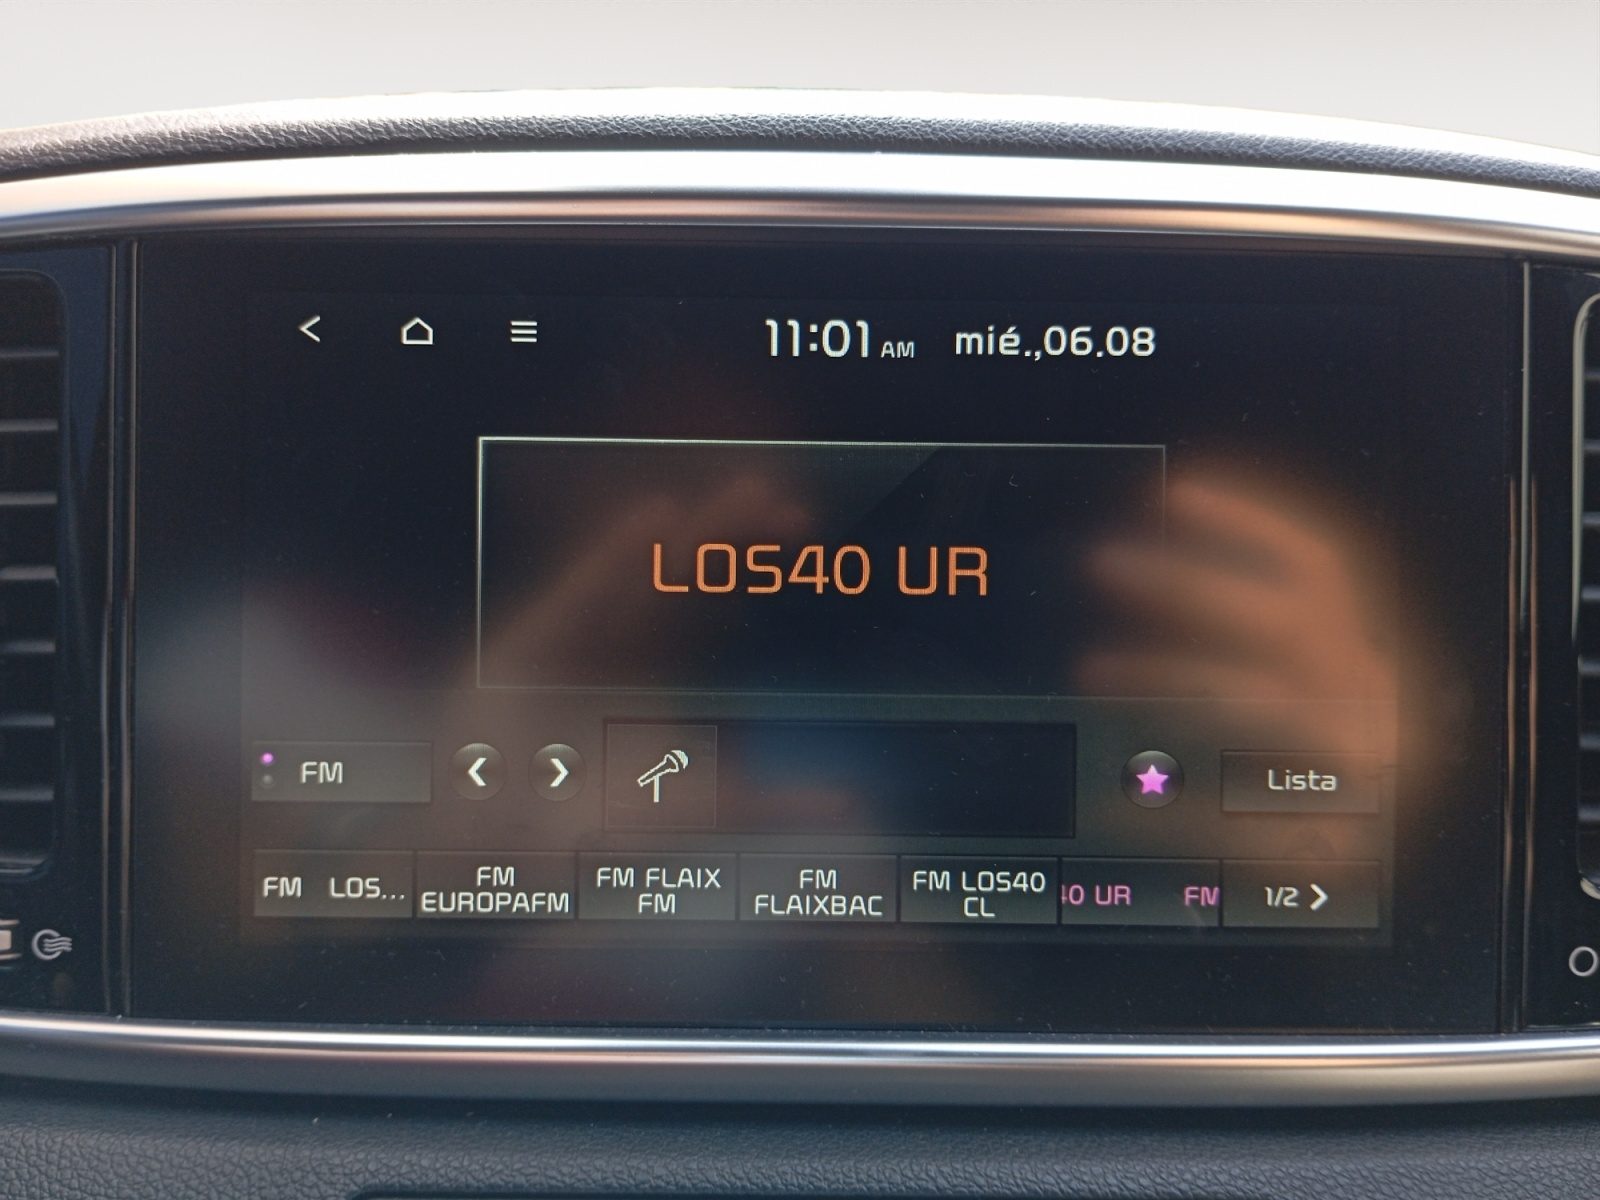 11:01 AM mié.,06.08
LOS40 UR
FM
Lista
FM LOS...
FM
EUROPAFM
FM FLAIX
FM
FM
FLAIXBAC
FM LOS40
CL
40 UR FM
1/2